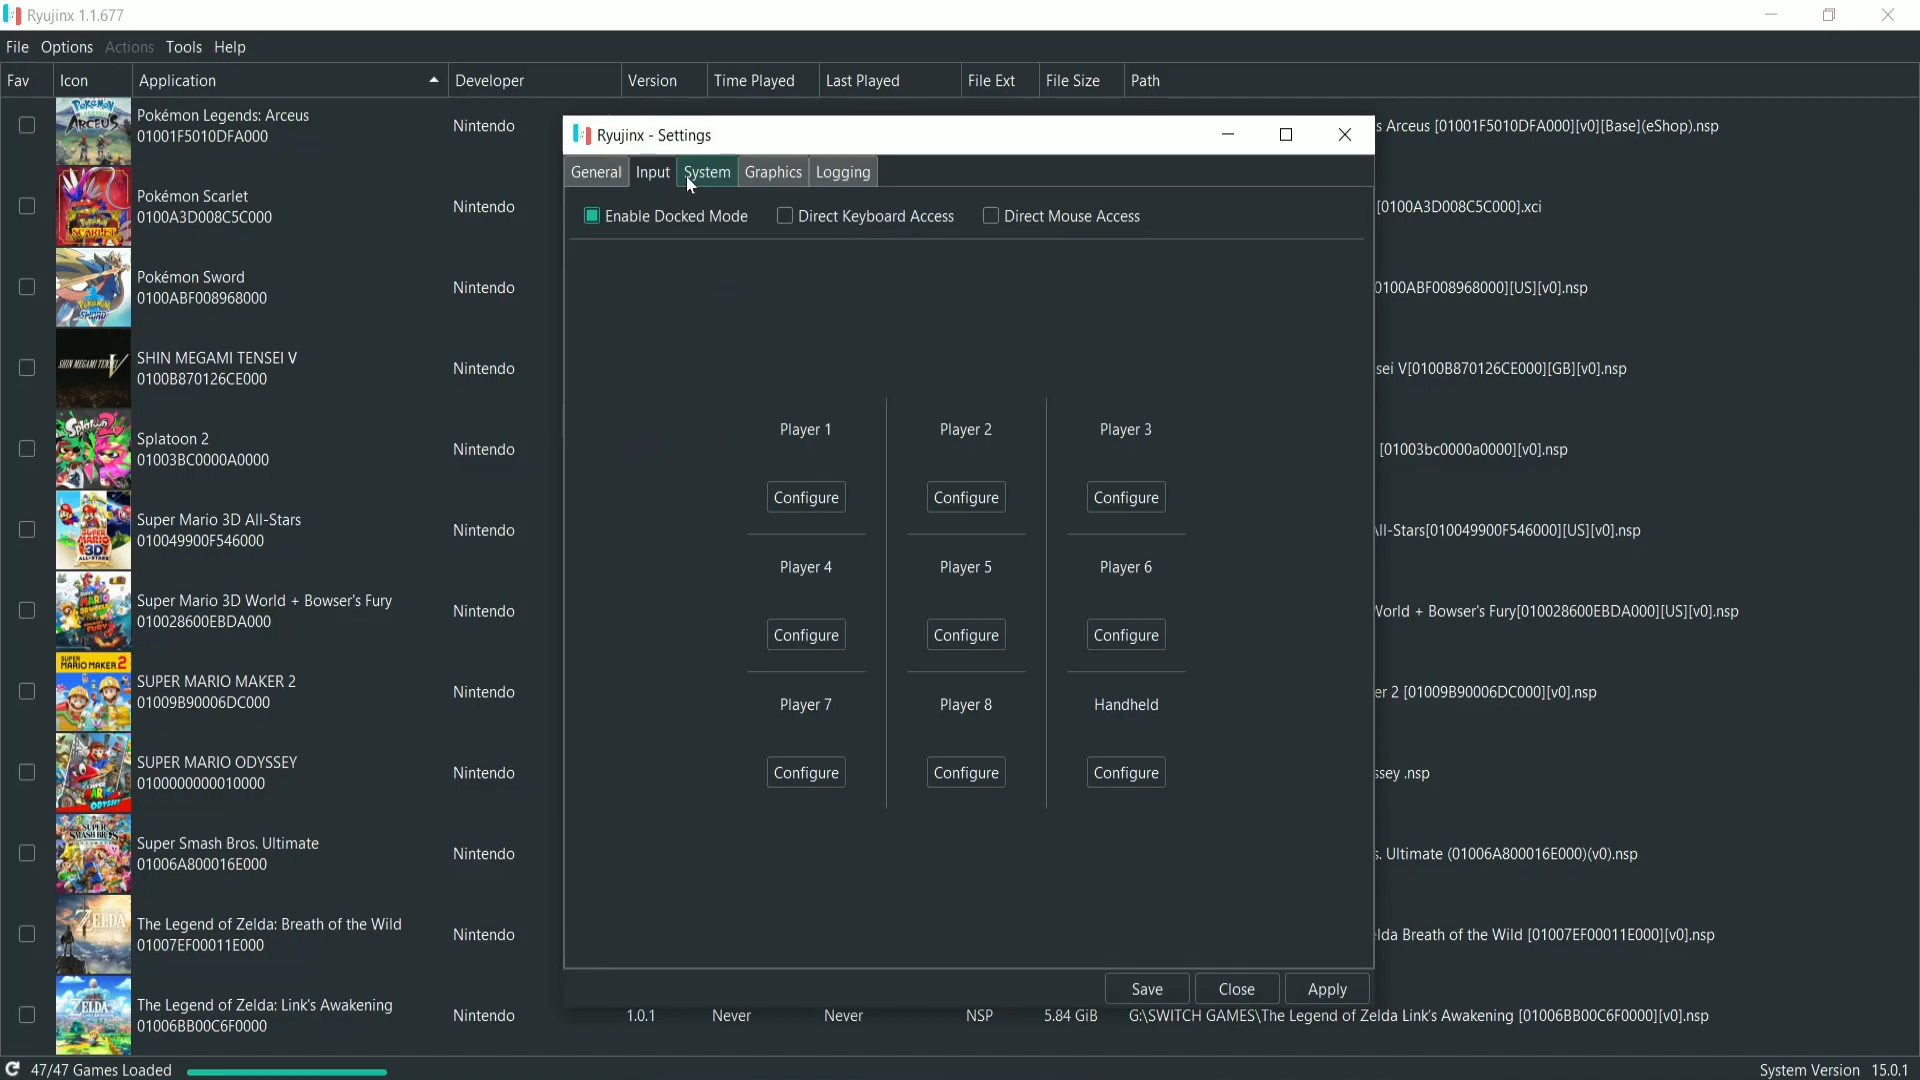 Ryujinx 1.1.677
File Options Actions Tools Help
Fav Icon Application Developer Version Time Played Last Played File Ext File Size Path
Pokémon Legends: Arceus
01001F5010DFA000
Nintendo
s Arceus [01001F5010DFA000][v0][Base](eShop).nsp
Ryujinx - Settings
General Input System Graphics Logging
Pokémon Scarlet
0100A3D008C5C000
Nintendo
[0100A3D008C5C000].xci
Enable Docked Mode Direct Keyboard Access Direct Mouse Access
Pokémon Sword
0100ABF008968000
Nintendo
0100ABF008968000][US][v0].nsp
SHIN MEGAMI TENSEI V
0100B870126CE000
Nintendo
sei V[0100B870126CE000][GB][v0].nsp
Splatoon 2
01003BC0000A0000
Nintendo
[01003bc0000a0000][v0].nsp
Player 1 Player 2 Player 3
Configure Configure Configure
Super Mario 3D All-Stars
010049900F546000
Nintendo
All-Stars[010049900F546000][US][v0].nsp
Player 4 Player 5 Player 6
Configure Configure Configure
Super Mario 3D World + Bowser's Fury
010028600EBDA000
Nintendo
World + Bowser's Fury[010028600EBDA000][US][v0].nsp
SUPER MARIO MAKER 2
01009B90006DC000
Nintendo
er 2 [01009B90006DC000][v0].nsp
Player 7 Player 8 Handheld
Configure Configure Configure
SUPER MARIO ODYSSEY
0100000000010000
Nintendo
ssey .nsp
Super Smash Bros. Ultimate
01006A800016E000
Nintendo
s. Ultimate (01006A800016E000)(v0).nsp
The Legend of Zelda: Breath of the Wild
01007EF00011E000
Nintendo
lda Breath of the Wild [01007EF00011E000][v0].nsp
Save Close Apply
The Legend of Zelda: Link's Awakening
01006BB00C6F0000
Nintendo 1.0.1 Never Never NSP 5.84 GiB G:\SWITCH GAMES\The Legend of Zelda Link's Awakening [01006BB00C6F0000][v0].nsp
47/47 Games Loaded
System Version 15.0.1